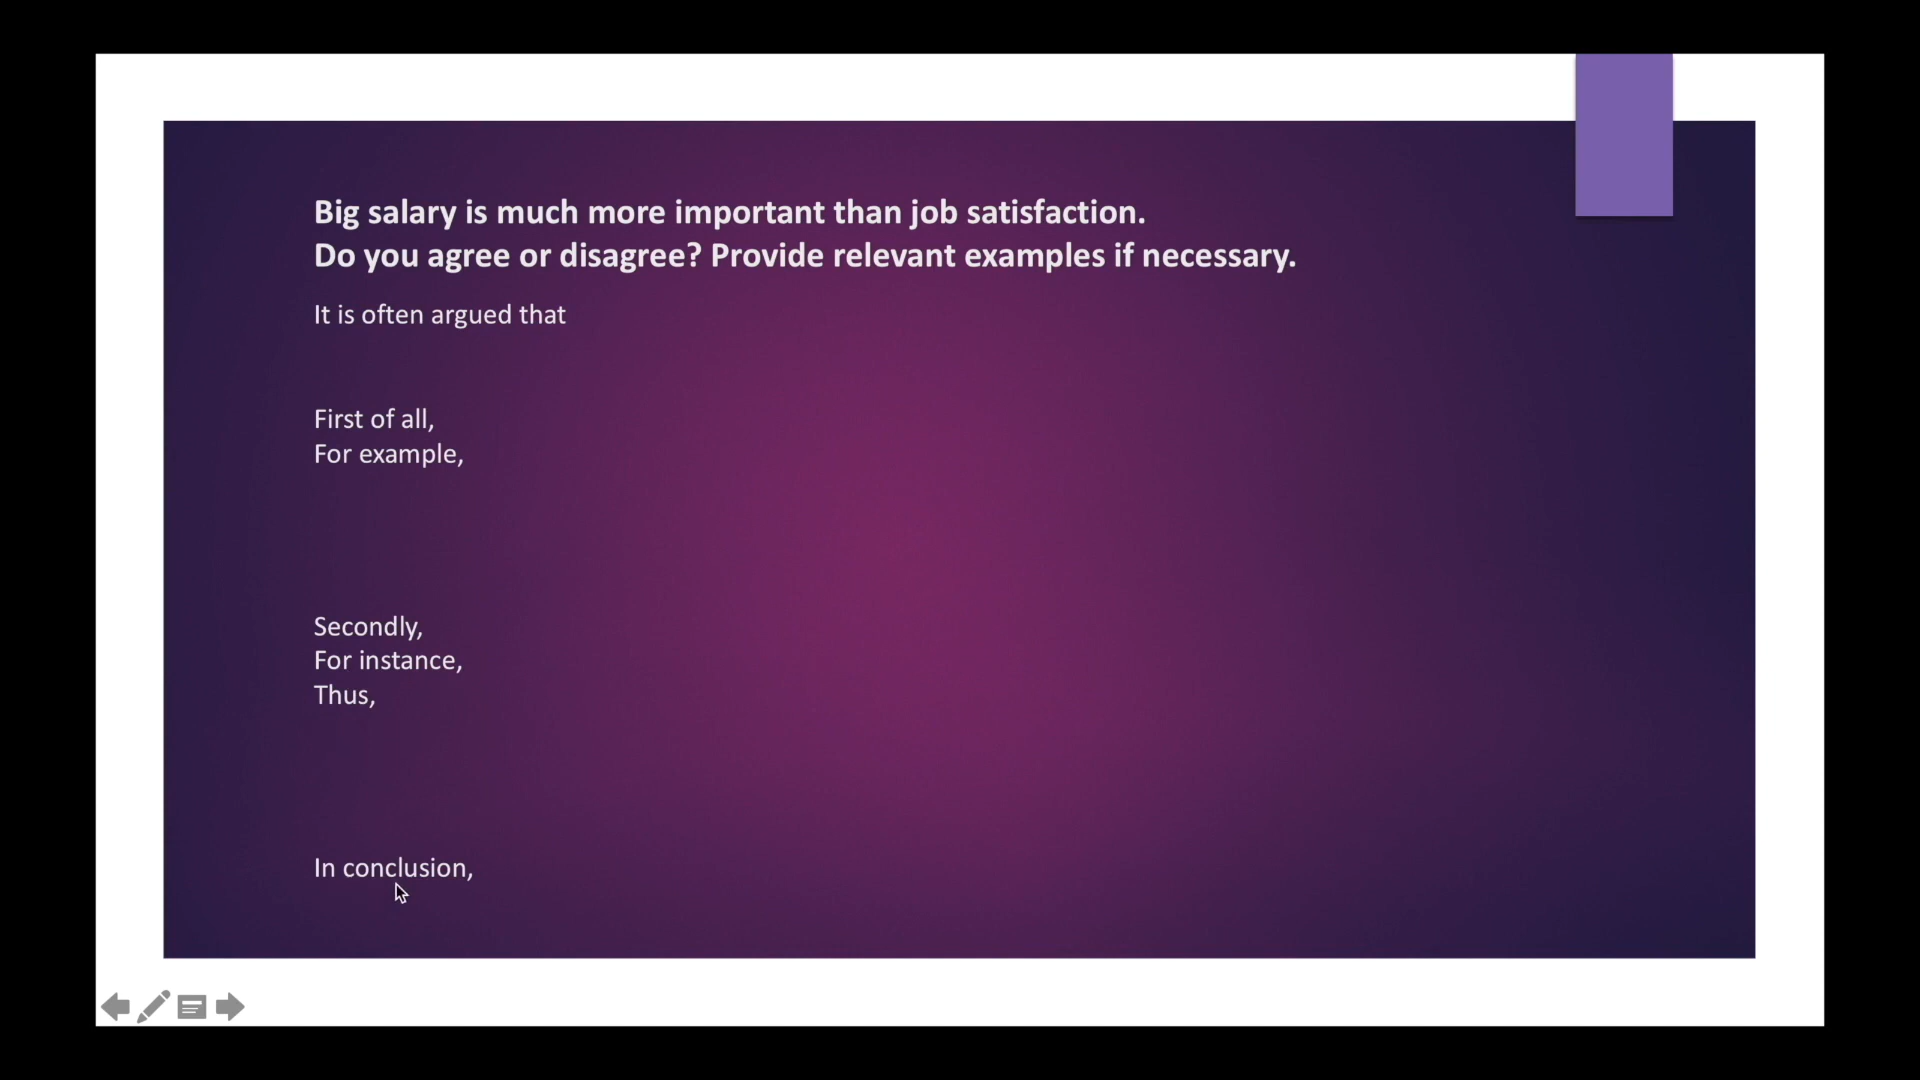 Big salary is much more important than job satisfaction.
Do you agree or disagree? Provide relevant examples if necessary.
It is often argued that
First of all,
For example,
Secondly,
For instance,
Thus,
In conclusion,